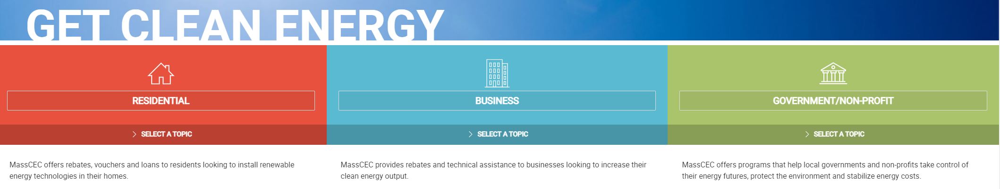 GET CLEAN ENERGY
RESIDENTIAL
SELECT A TOPIC
MassCEC offers rebates, vouchers and loans to residents looking to install renewable
energy technologies in their homes.
BUSINESS
SELECT A TOPIC
MassCEC provides rebates and technical assistance to businesses looking to increase their
clean energy output.
GOVERNMENT/NON-PROFIT
SELECT A TOPIC
MassCEC offers programs that help local governments and non-profits take control of
their energy futures, protect the environment and stabilize energy costs.